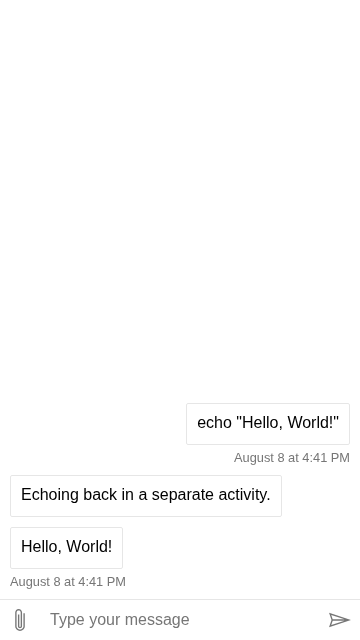 echo "Hello, World!"
August 8 at 4:41 PM
Echoing back in a separate activity.
Hello, World!
August 8 at 4:41 PM
Type your message